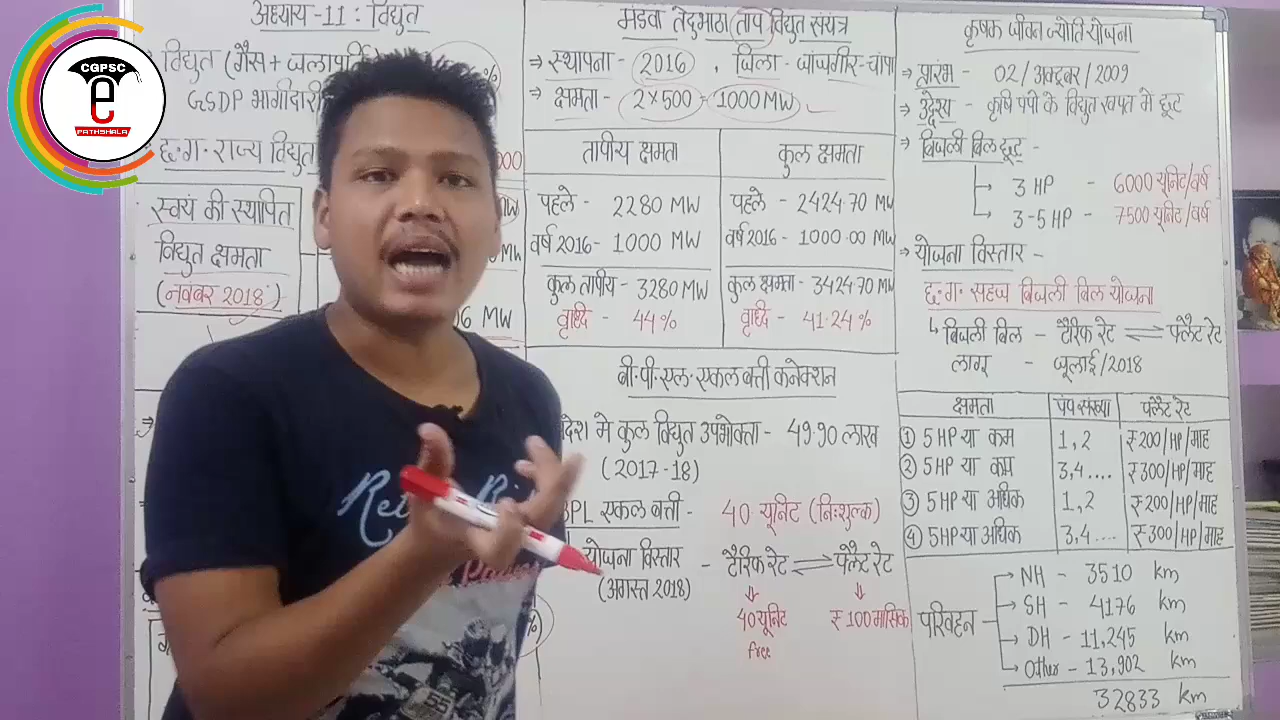 CGPSC
e
PATHSHALA
अध्याय -11 : विद्युत
विद्युत (गैस+
GSDP भागीदारी
छ.ग. राज्य विद्युत
स्वयं की स्थापित
विद्युत क्षमता
(नवंबर 2018)
MW
मड़वा तेंदुभाठा ताप विद्युत संयंत्र
⇒ स्थापना - 2016 , जिला - जांजगीर-चांपा
⇒ क्षमता - 2×500 = 1000 MW
तापीय क्षमता
पहले - 2280 MW
वर्ष 2016 - 1000 MW
कुल तापीय - 3280 MW
वृद्धि - 44%
कुल क्षमता
पहले - 2424.70 MW
वर्ष 2016 - 1000.00 MW
कुल क्षमता - 3424.70 MW
वृद्धि - 41.24%
बी.पी.एल. एकल बत्ती कनेक्शन
मे कुल विद्युत उपभोक्ता - 49.90 लाख
(2017-18)
BPL एकल बत्ती - 40 यूनिट (निःशुल्क)
योजना विस्तार - टैरिफ रेट ⇌ फ्लैट रेट
(अगस्त 2018)
40 यूनिट ₹ 100 मासिक
free
कृषक जीवन ज्योति योजना
⇒ प्रारंभ - 02/अक्टूबर/2009
⇒ उद्देश्य - कृषि पंपो के विद्युत खपत मे छूट
⇒ बिजली बिल छूट -
3 HP - 6000 यूनिट/वर्ष
3-5 HP - 7500 यूनिट/वर्ष
⇒ योजना विस्तार -
छ.ग. सहज बिजली बिल योजना
↳ बिजली बिल - टैरिफ रेट ⇌ फ्लैट रेट
लागू - जूलाई/2018
क्षमता पंप संख्या फ्लैट रेट
① 5 HP या कम 1,2 ₹200/HP/माह
② 5 HP या कम 3,4.... ₹300/HP/माह
③ 5HP या अधिक 1,2 ₹200/HP/माह
④ 5HP या अधिक 3,4.... ₹300/HP/माह
परिवहन
NH - 3510 km
SH - 4176 km
DH - 11,245 km
Other - 13,902 km
32833 km